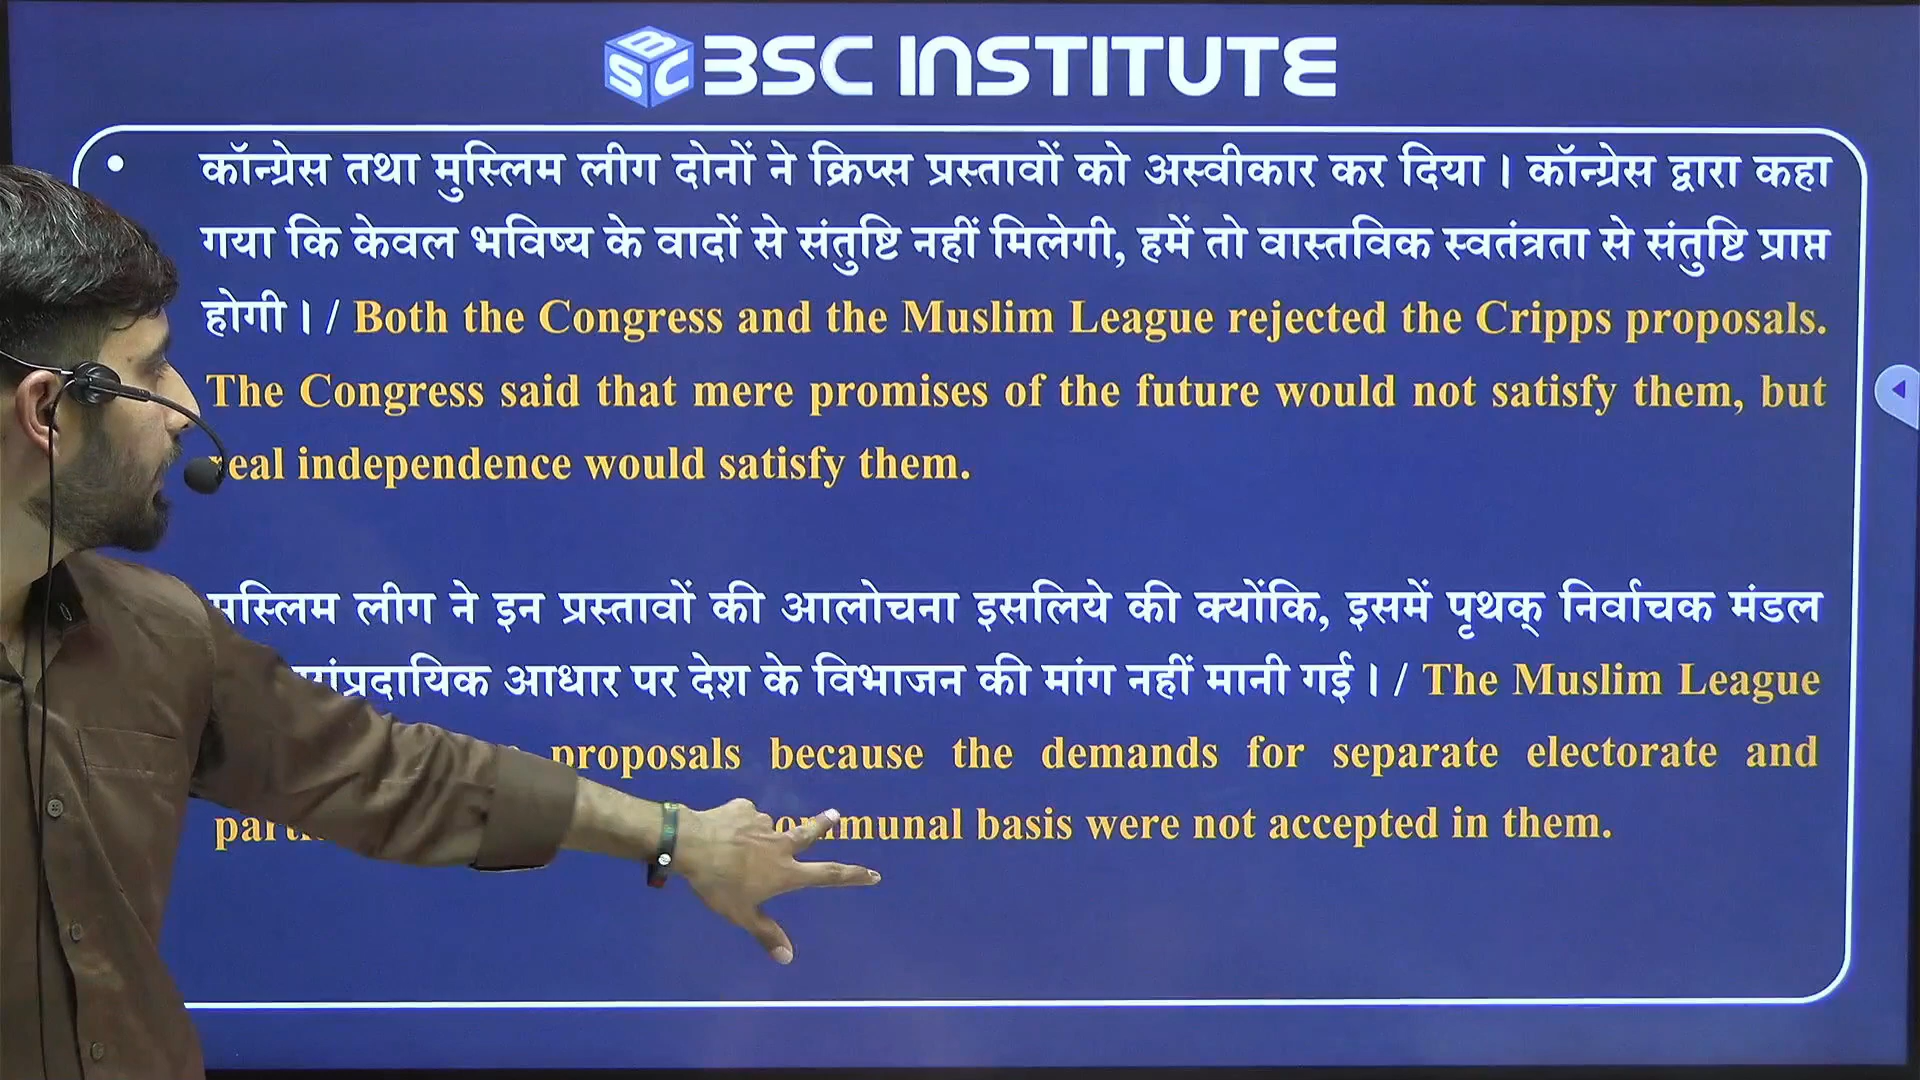 BSC
BSC INSTITUTE
• कॉन्ग्रेस तथा मुस्लिम लीग दोनों ने क्रिप्स प्रस्तावों को अस्वीकार कर दिया । कॉन्ग्रेस द्वारा कहा
गया कि केवल भविष्य के वादों से संतुष्टि नहीं मिलेगी, हमें तो वास्तविक स्वतंत्रता से संतुष्टि प्राप्त
होगी । / Both the Congress and the Muslim League rejected the Cripps proposals.
The Congress said that mere promises of the future would not satisfy them, but
real independence would satisfy them.
लीग ने इन प्रस्तावों की आलोचना इसलिये की क्योंकि, इसमें पृथक् निर्वाचक मंडल
आधार पर देश के विभाजन की मांग नहीं मानी गई । / The Muslim League
proposals because the demands for separate electorate and
basis were not accepted in them.